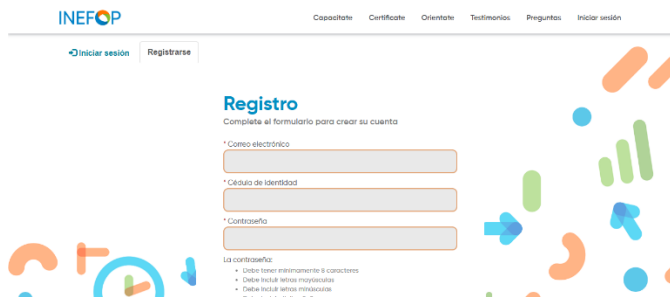 INEFOP
Capacitate Certificate Orientate Testimonios Preguntas Iniciar sesión
Iniciar sesión Registrarse
Registro
Complete el formulario para crear su cuenta
* Correo electrónico
* Cédula de identidad
* Contraseña
La contraseña:
• Debe tener mínimamente 8 caracteres
• Debe incluir letras mayúsculas
• Debe incluir letras minúsculas